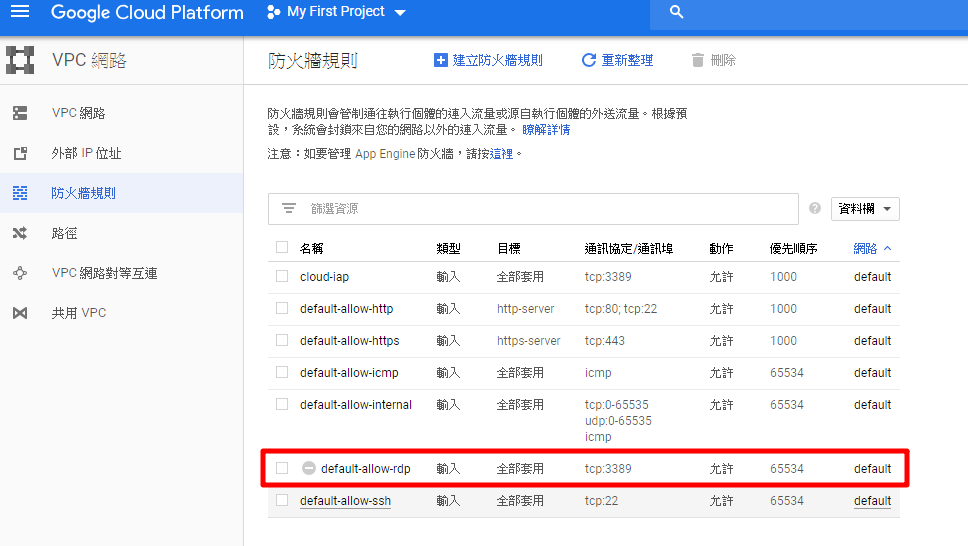 Google Cloud Platform My First Project
VPC 網路
防火牆規則 建立防火牆規則 重新整理 刪除
VPC 網路
外部 IP 位址
防火牆規則
路徑
VPC 網路對等互連
共用 VPC
防火牆規則會管制通往執行個體的連入流量或源自執行個體的外送流量。根據預
設，系統會封鎖來自您的網路以外的連入流量。 瞭解詳情
注意：如要管理 App Engine 防火牆，請按這裡。
篩選資源 資料欄
名稱 類型 目標 通訊協定/通訊埠 動作 優先順序 網路
cloud-iap 輸入 全部套用 tcp:3389 允許 1000 default
default-allow-http 輸入 http-server tcp:80; tcp:22 允許 1000 default
default-allow-https 輸入 https-server tcp:443 允許 1000 default
default-allow-icmp 輸入 全部套用 icmp 允許 65534 default
default-allow-internal 輸入 全部套用 tcp:0-65535 允許 65534 default
udp:0-65535
icmp
default-allow-rdp 輸入 全部套用 tcp:3389 允許 65534 default
default-allow-ssh 輸入 全部套用 tcp:22 允許 65534 default